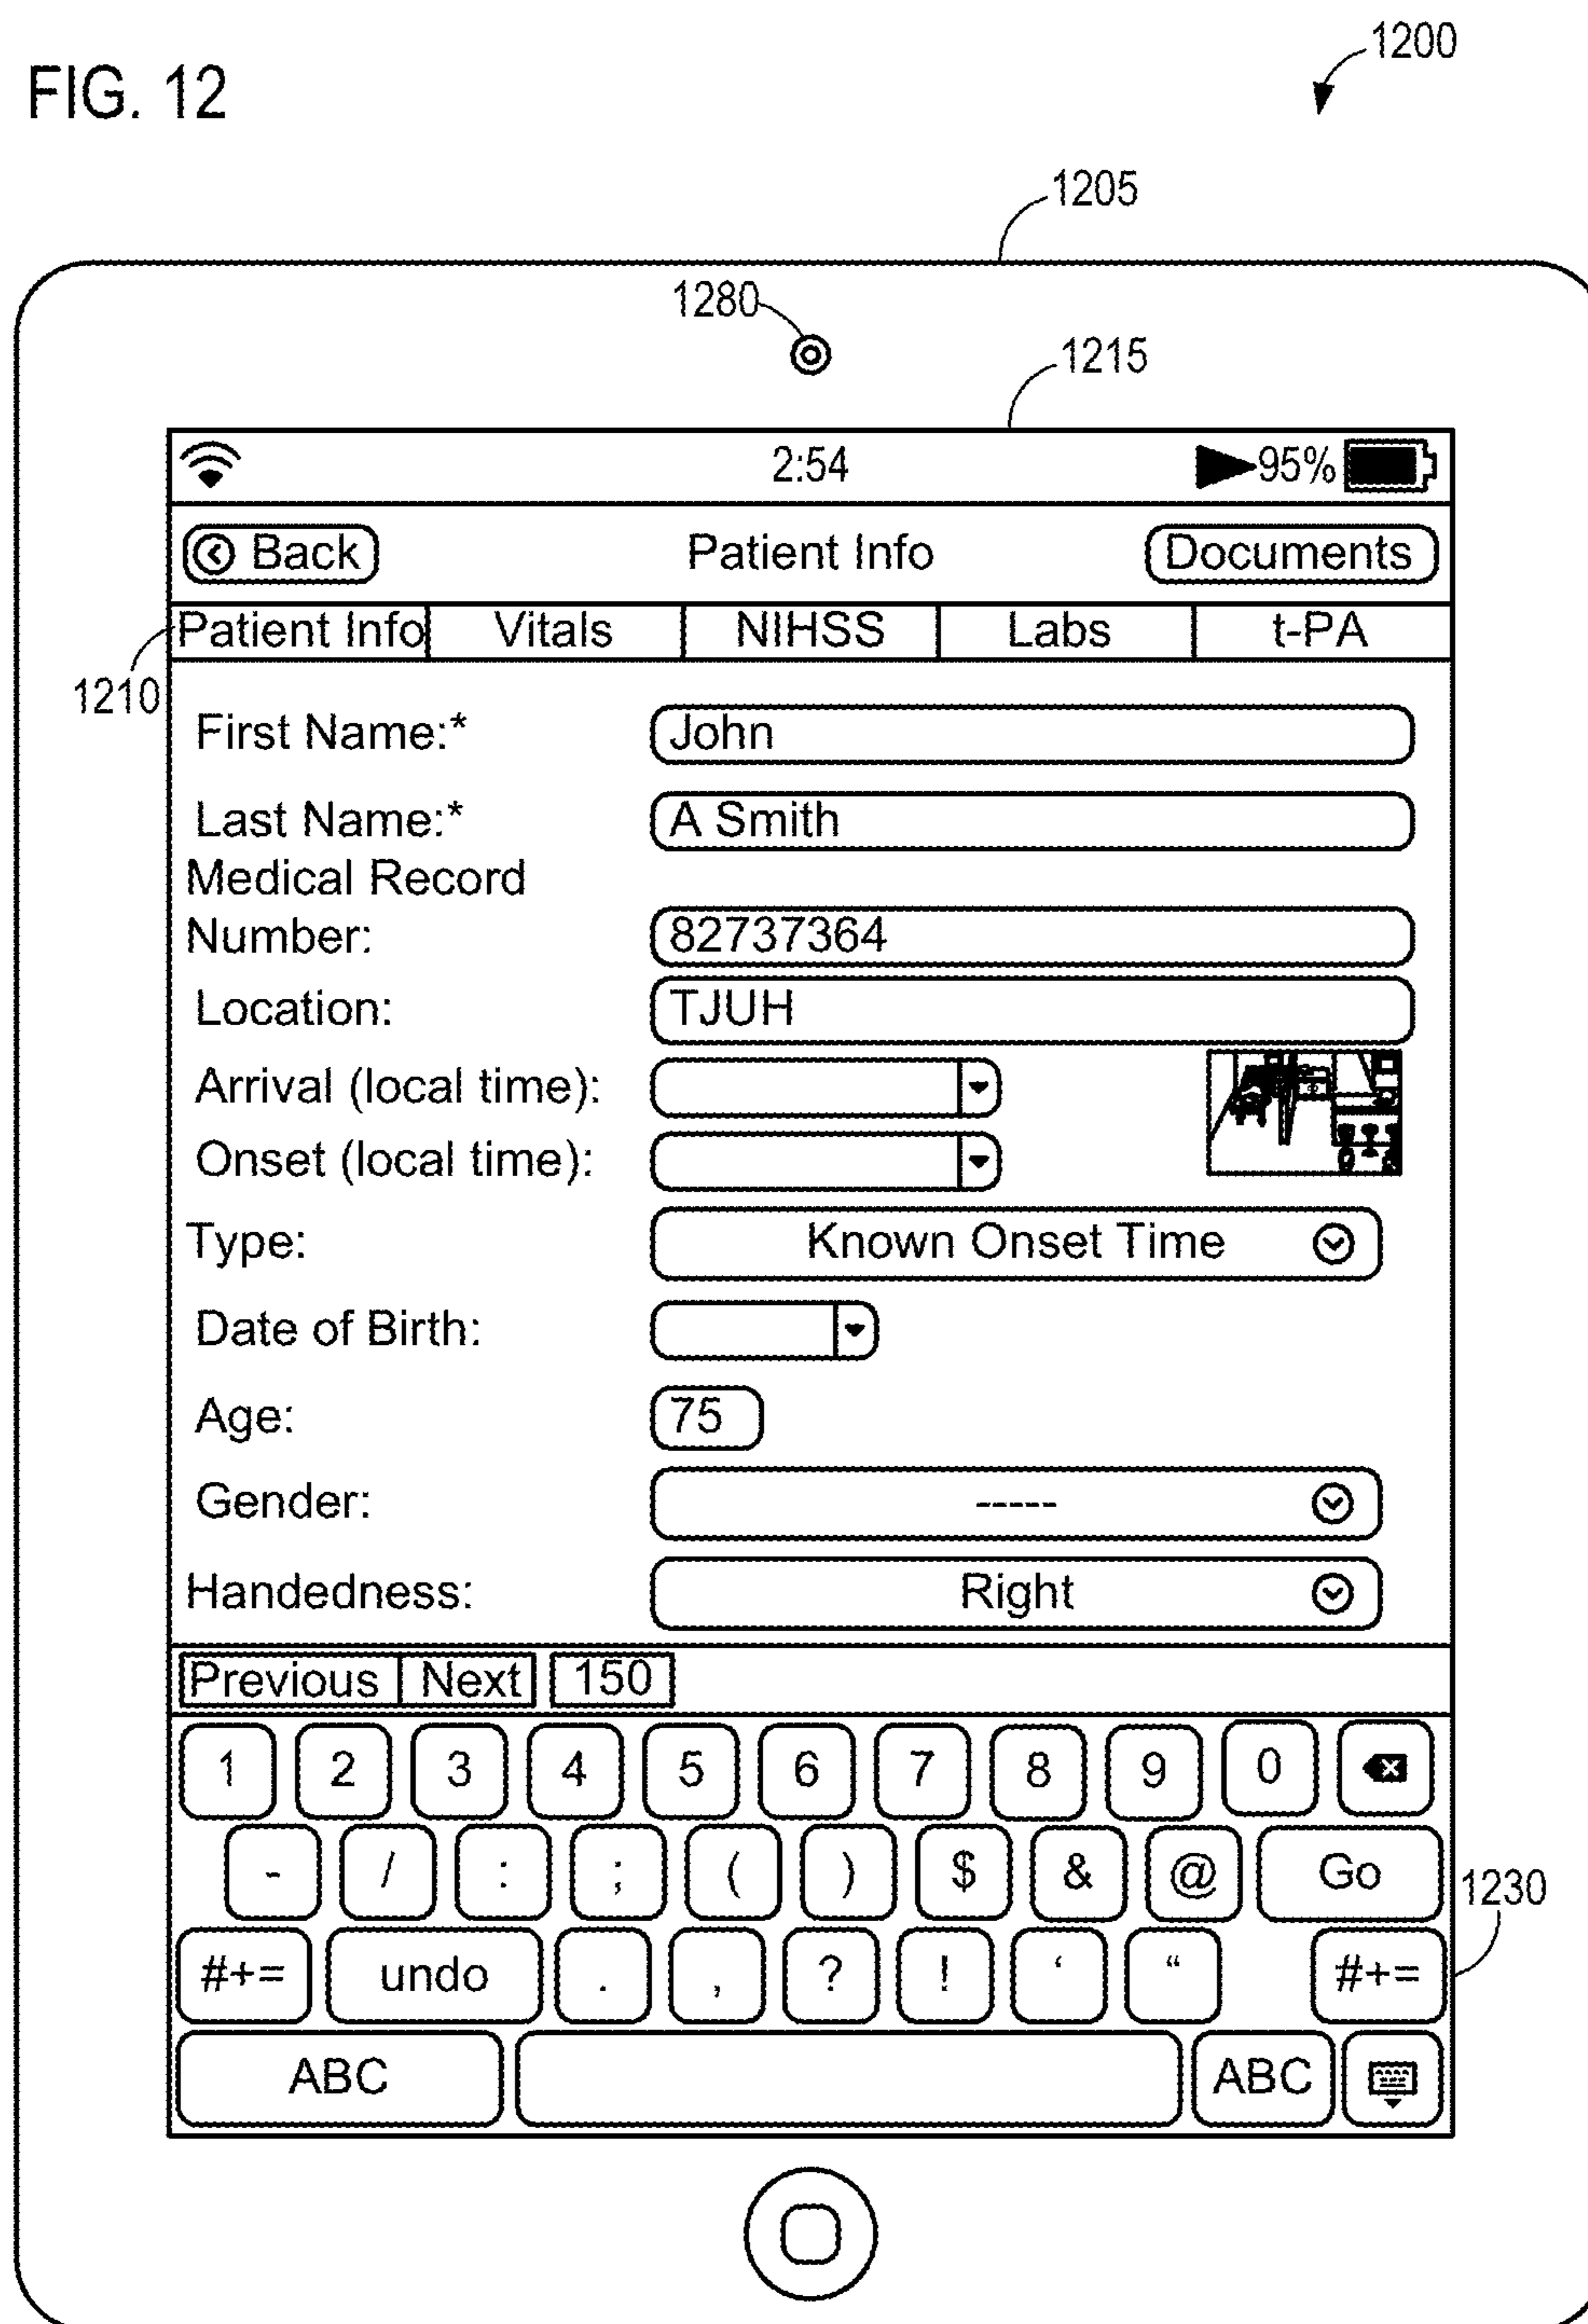 FIG. 12
1200
1205
1280
1215
2:54 95%
Back Patient Info Documents
Patient Info Vitals NIHSS Labs t-PA
1210
First Name:* John
Last Name:* A Smith
Medical Record
Number: 82737364
Location: TJUH
Arrival (local time):
Onset (local time):
Type: Known Onset Time
Date of Birth:
Age: 75
Gender: -----
Handedness: Right
Previous Next 150
1 2 3 4 5 6 7 8 9 0
- / : ; ( ) $ & @ Go
1230
#+= undo . , ? ! ‘ “ #+=
ABC ABC